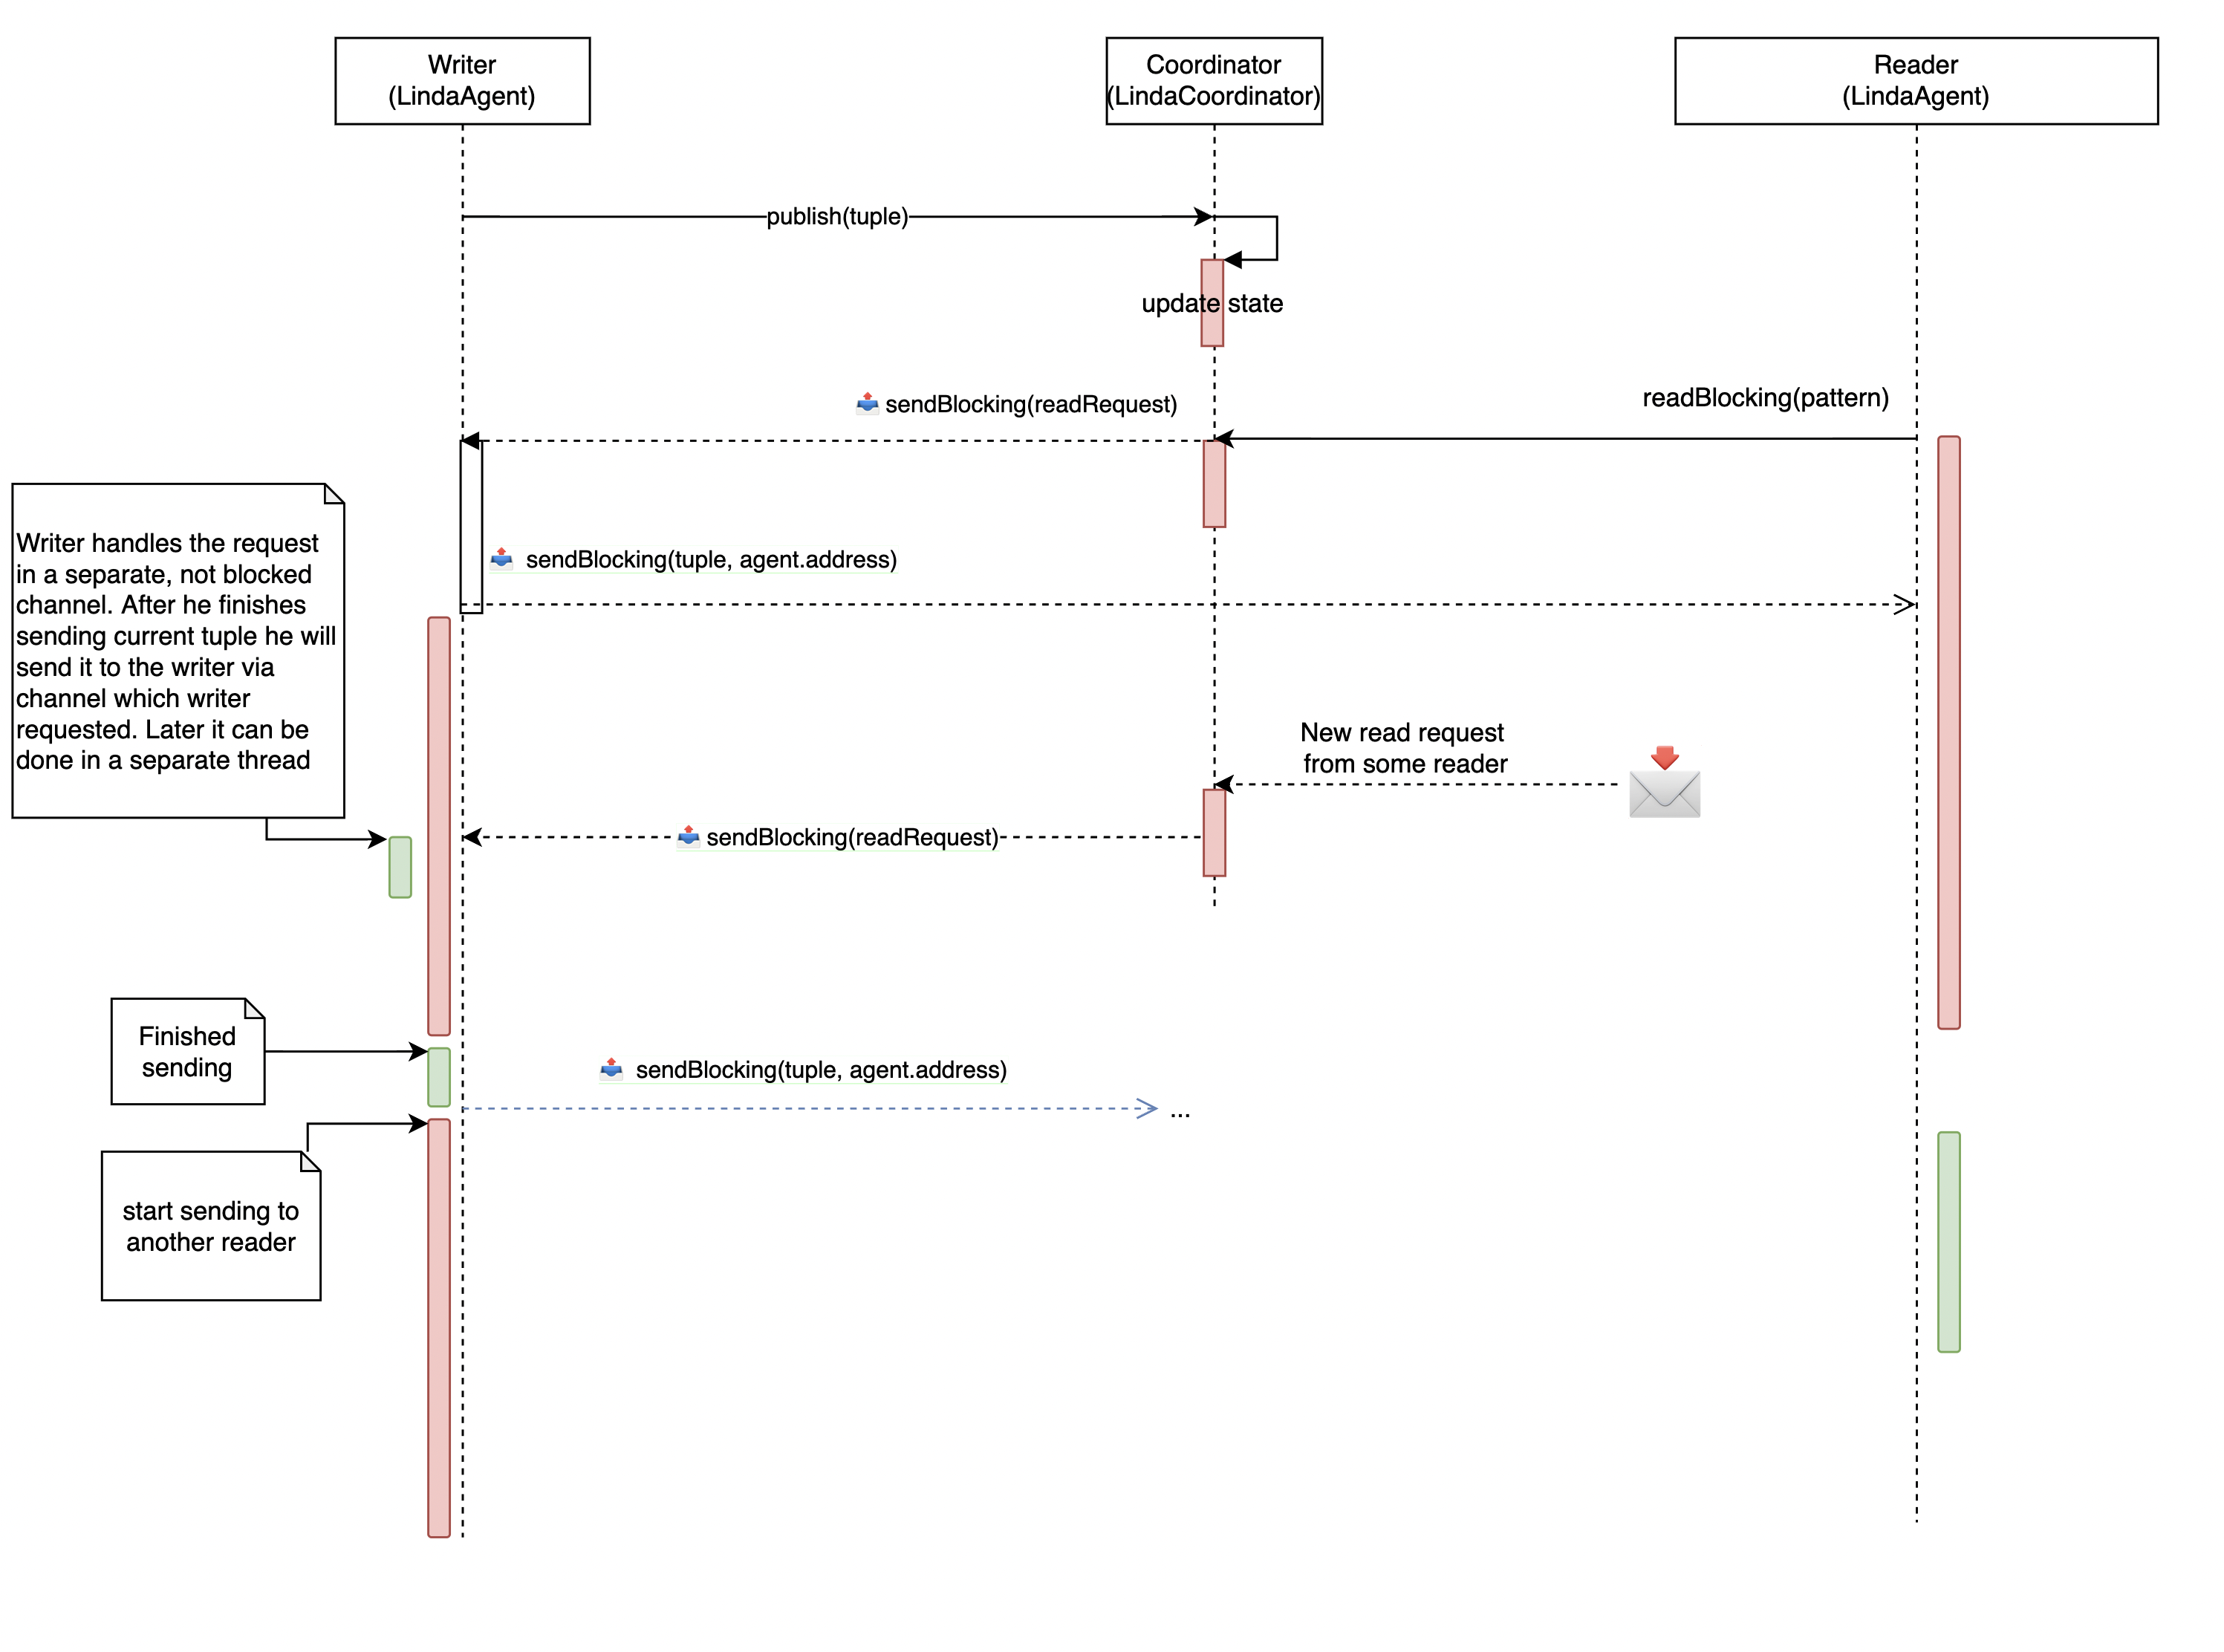 Writer
(LindaAgent)
Coordinator
(LindaCoordinator)
Reader
(LindaAgent)
publish(tuple)
update state
sendBlocking(readRequest)
readBlocking(pattern)
Writer handles the request
in a separate, not blocked
channel. After he finishes
sending current tuple he will
send it to the writer via
channel which writer
requested. Later it can be
done in a separate thread
sendBlocking(tuple, agent.address)
New read request
from some reader
sendBlocking(readRequest)
Finished
sending
sendBlocking(tuple, agent.address)
...
start sending to
another reader